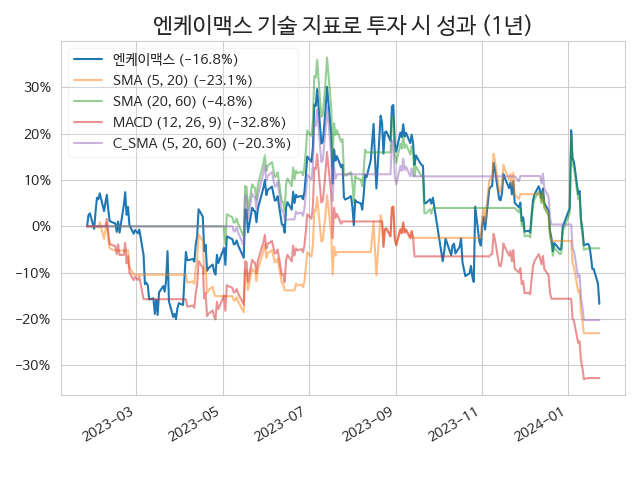 엔케이맥스 기술 지표로 투자 시 성과 (1년)
엔케이맥스 (−16.8%)
SMA (5, 20) (−23.1%)
SMA (20, 60) (−4.8%)
MACD (12, 26, 9) (−32.8%)
C_SMA (5, 20, 60) (−20.3%)
30%
20%
10%
0%
−10%
−20%
−30%
2023-03
2023-05
2023-07
2023-09
2023-11
2024-01